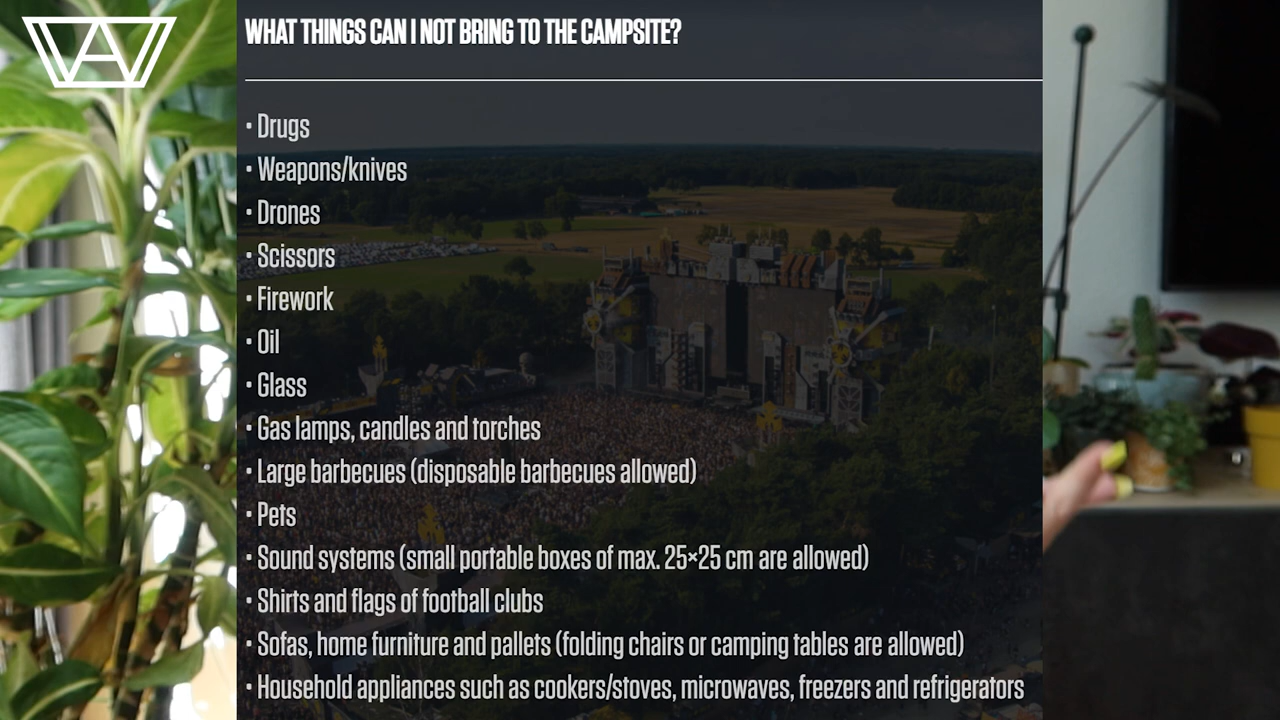 WHAT THINGS CAN I NOT BRING TO THE CAMPSITE?
• Drugs
• Weapons/knives
• Drones
• Scissors
• Firework
• Oil
• Glass
• Gas lamps, candles and torches
• Large barbecues (disposable barbecues allowed)
• Pets
• Sound systems (small portable boxes of max. 25×25 cm are allowed)
• Shirts and flags of football clubs
• Sofas, home furniture and pallets (folding chairs or camping tables are allowed)
• Household appliances such as cookers/stoves, microwaves, freezers and refrigerators